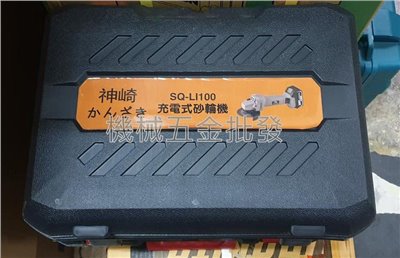 神崎
かんざき
SQ-LI100
充電式砂輪機
機械五金批發